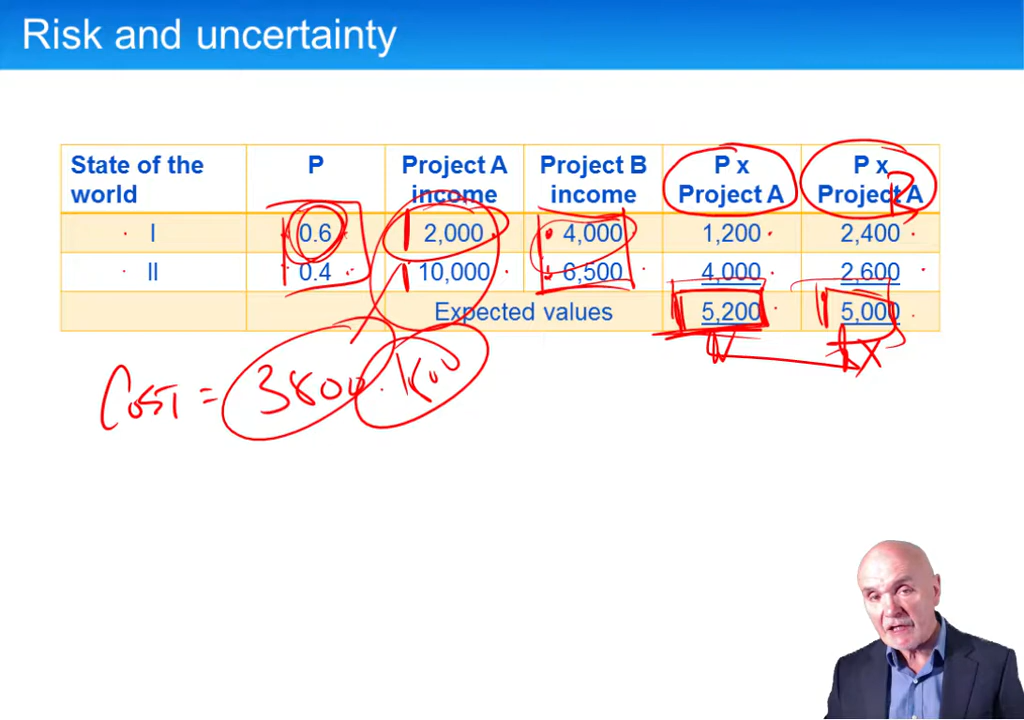 Risk and uncertainty
State of the world P Project A income Project B income P x Project A P x Project A B
I 0.6 2,000 4,000 1,200 2,400
II 0.4 10,000 6,500 4,000 2,600
Expected values 5,200 5,000
Cost = 3800